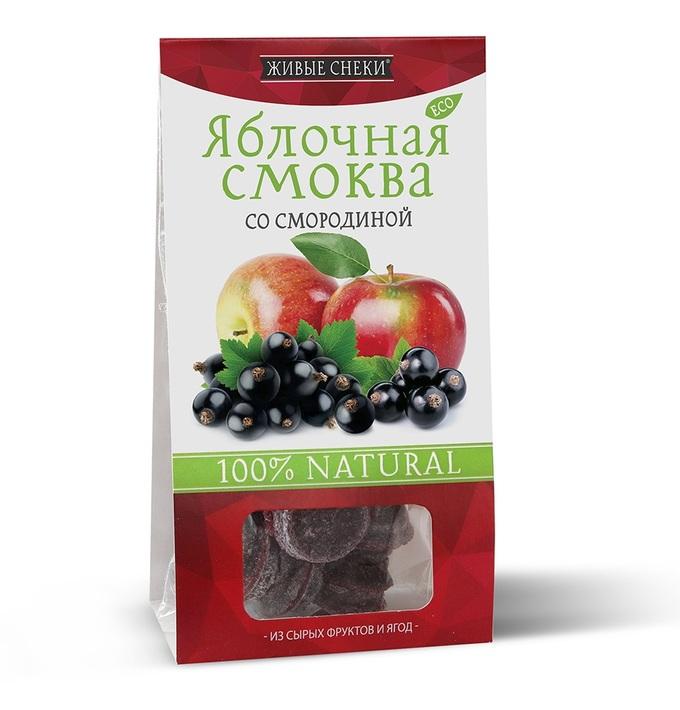 ЖИВЫЕ СНЕКИ®
ECO
Яблочная
смоква
со смородиной
100% NATURAL
- ИЗ СЫРЫХ ФРУКТОВ И ЯГОД -